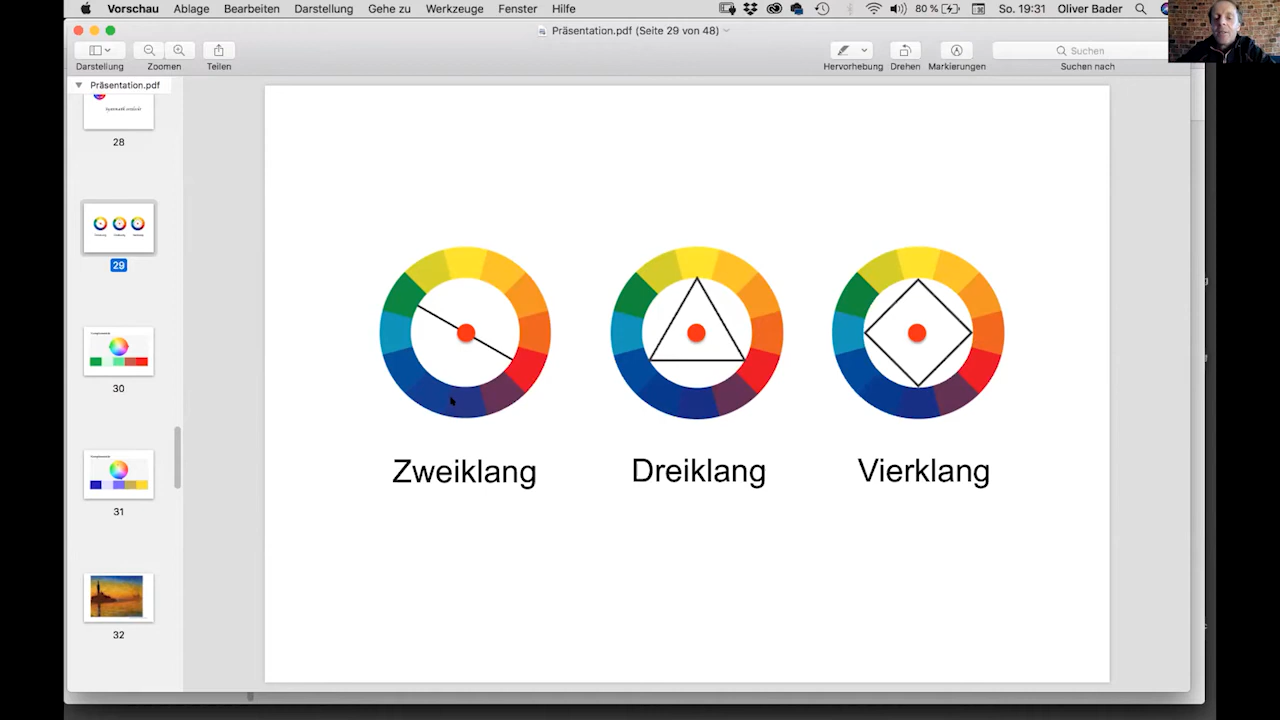 Vorschau Ablage Bearbeiten Darstellung Gehe zu Werkzeuge Fenster Hilfe 80 % So. 19:31 Oliver Bader
Präsentation.pdf (Seite 29 von 48)
Suchen
Darstellung Zoomen Teilen Hervorhebung Drehen Markierungen Suchen nach
Präsentation.pdf
28
29
30
31
32
Zweiklang Dreiklang Vierklang